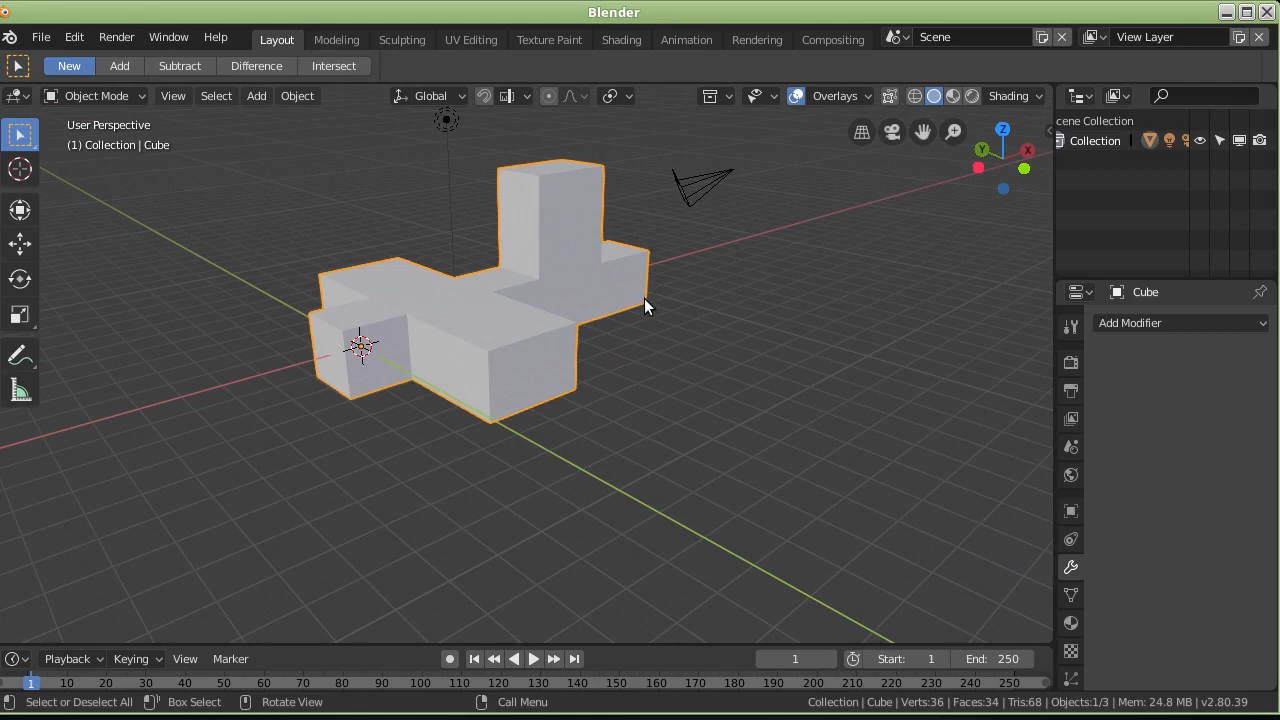 Blender
File Edit Render Window Help Layout Modeling Sculpting UV Editing Texture Paint Shading Animation Rendering Compositing Scene View Layer
New Add Subtract Difference Intersect
Object Mode View Select Add Object Global Overlays Shading
User Perspective
(1) Collection | Cube
Z
Y
X
cene Collection
Collection
Cube
Add Modifier
Playback Keying View Marker 1 Start: 1 End: 250
1 10 20 30 40 50 60 70 80 90 100 110 120 130 140 150 160 170 180 190 200 210 220 230 240 250
Select or Deselect All Box Select Rotate View Call Menu Collection | Cube | Verts:36 | Faces:34 | Tris:68 | Objects:1/3 | Mem: 24.8 MB | v2.80.39